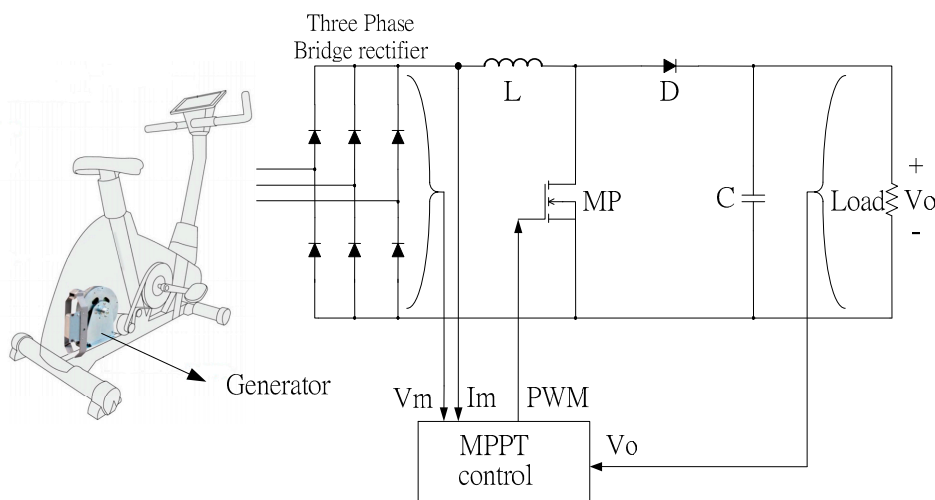 Three Phase
Bridge rectifier
L
D
MP
C
Load
+
Vo
-
Generator
Vm
Im
PWM
Vo
MPPT
control